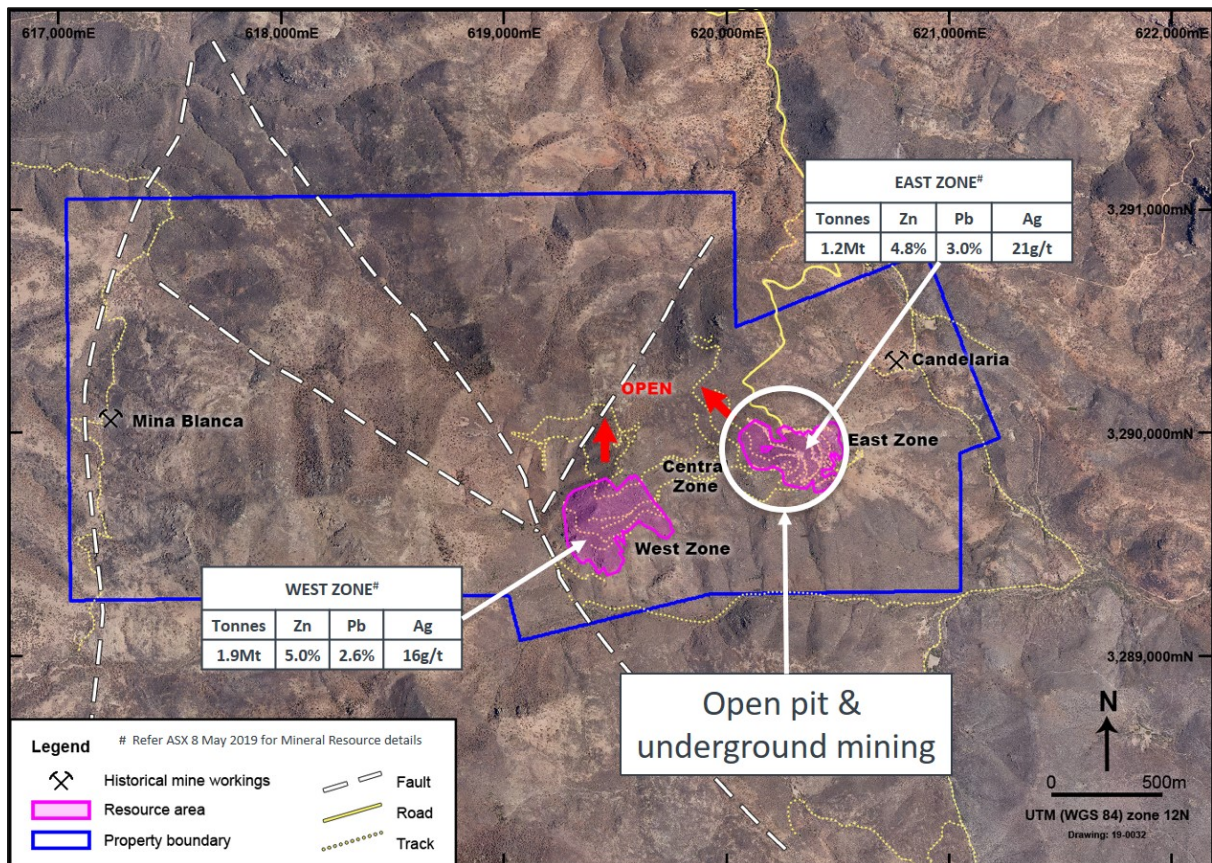 617,000mE
618,000mE
619,000mE
620,000mE
621,000mE
622,000mE
EAST ZONE#
Tonnes Zn Pb Ag
1.2Mt 4.8% 3.0% 21g/t
3,291,000mN
Candelaria
OPEN
Mina Blanca
East Zone
3,290,000mN
Centra
Zone
West Zone
WEST ZONE#
Tonnes Zn Pb Ag
1.9Mt 5.0% 2.6% 16g/t
3,289,000mN
Open pit &
underground mining
N
0 500m
UTM (WGS 84) zone 12N
Drawing: 19-0032
Legend # Refer ASX 8 May 2019 for Mineral Resource details
Historical mine workings
Resource area
Property boundary
Fault
Road
Track